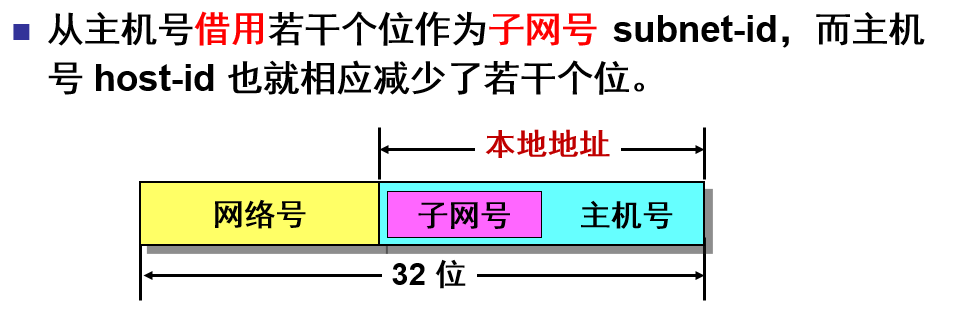 从主机号借用若干个位作为子网号 subnet-id，而主机
号 host-id 也就相应减少了若干个位。
本地地址
网络号 子网号 主机号
32 位